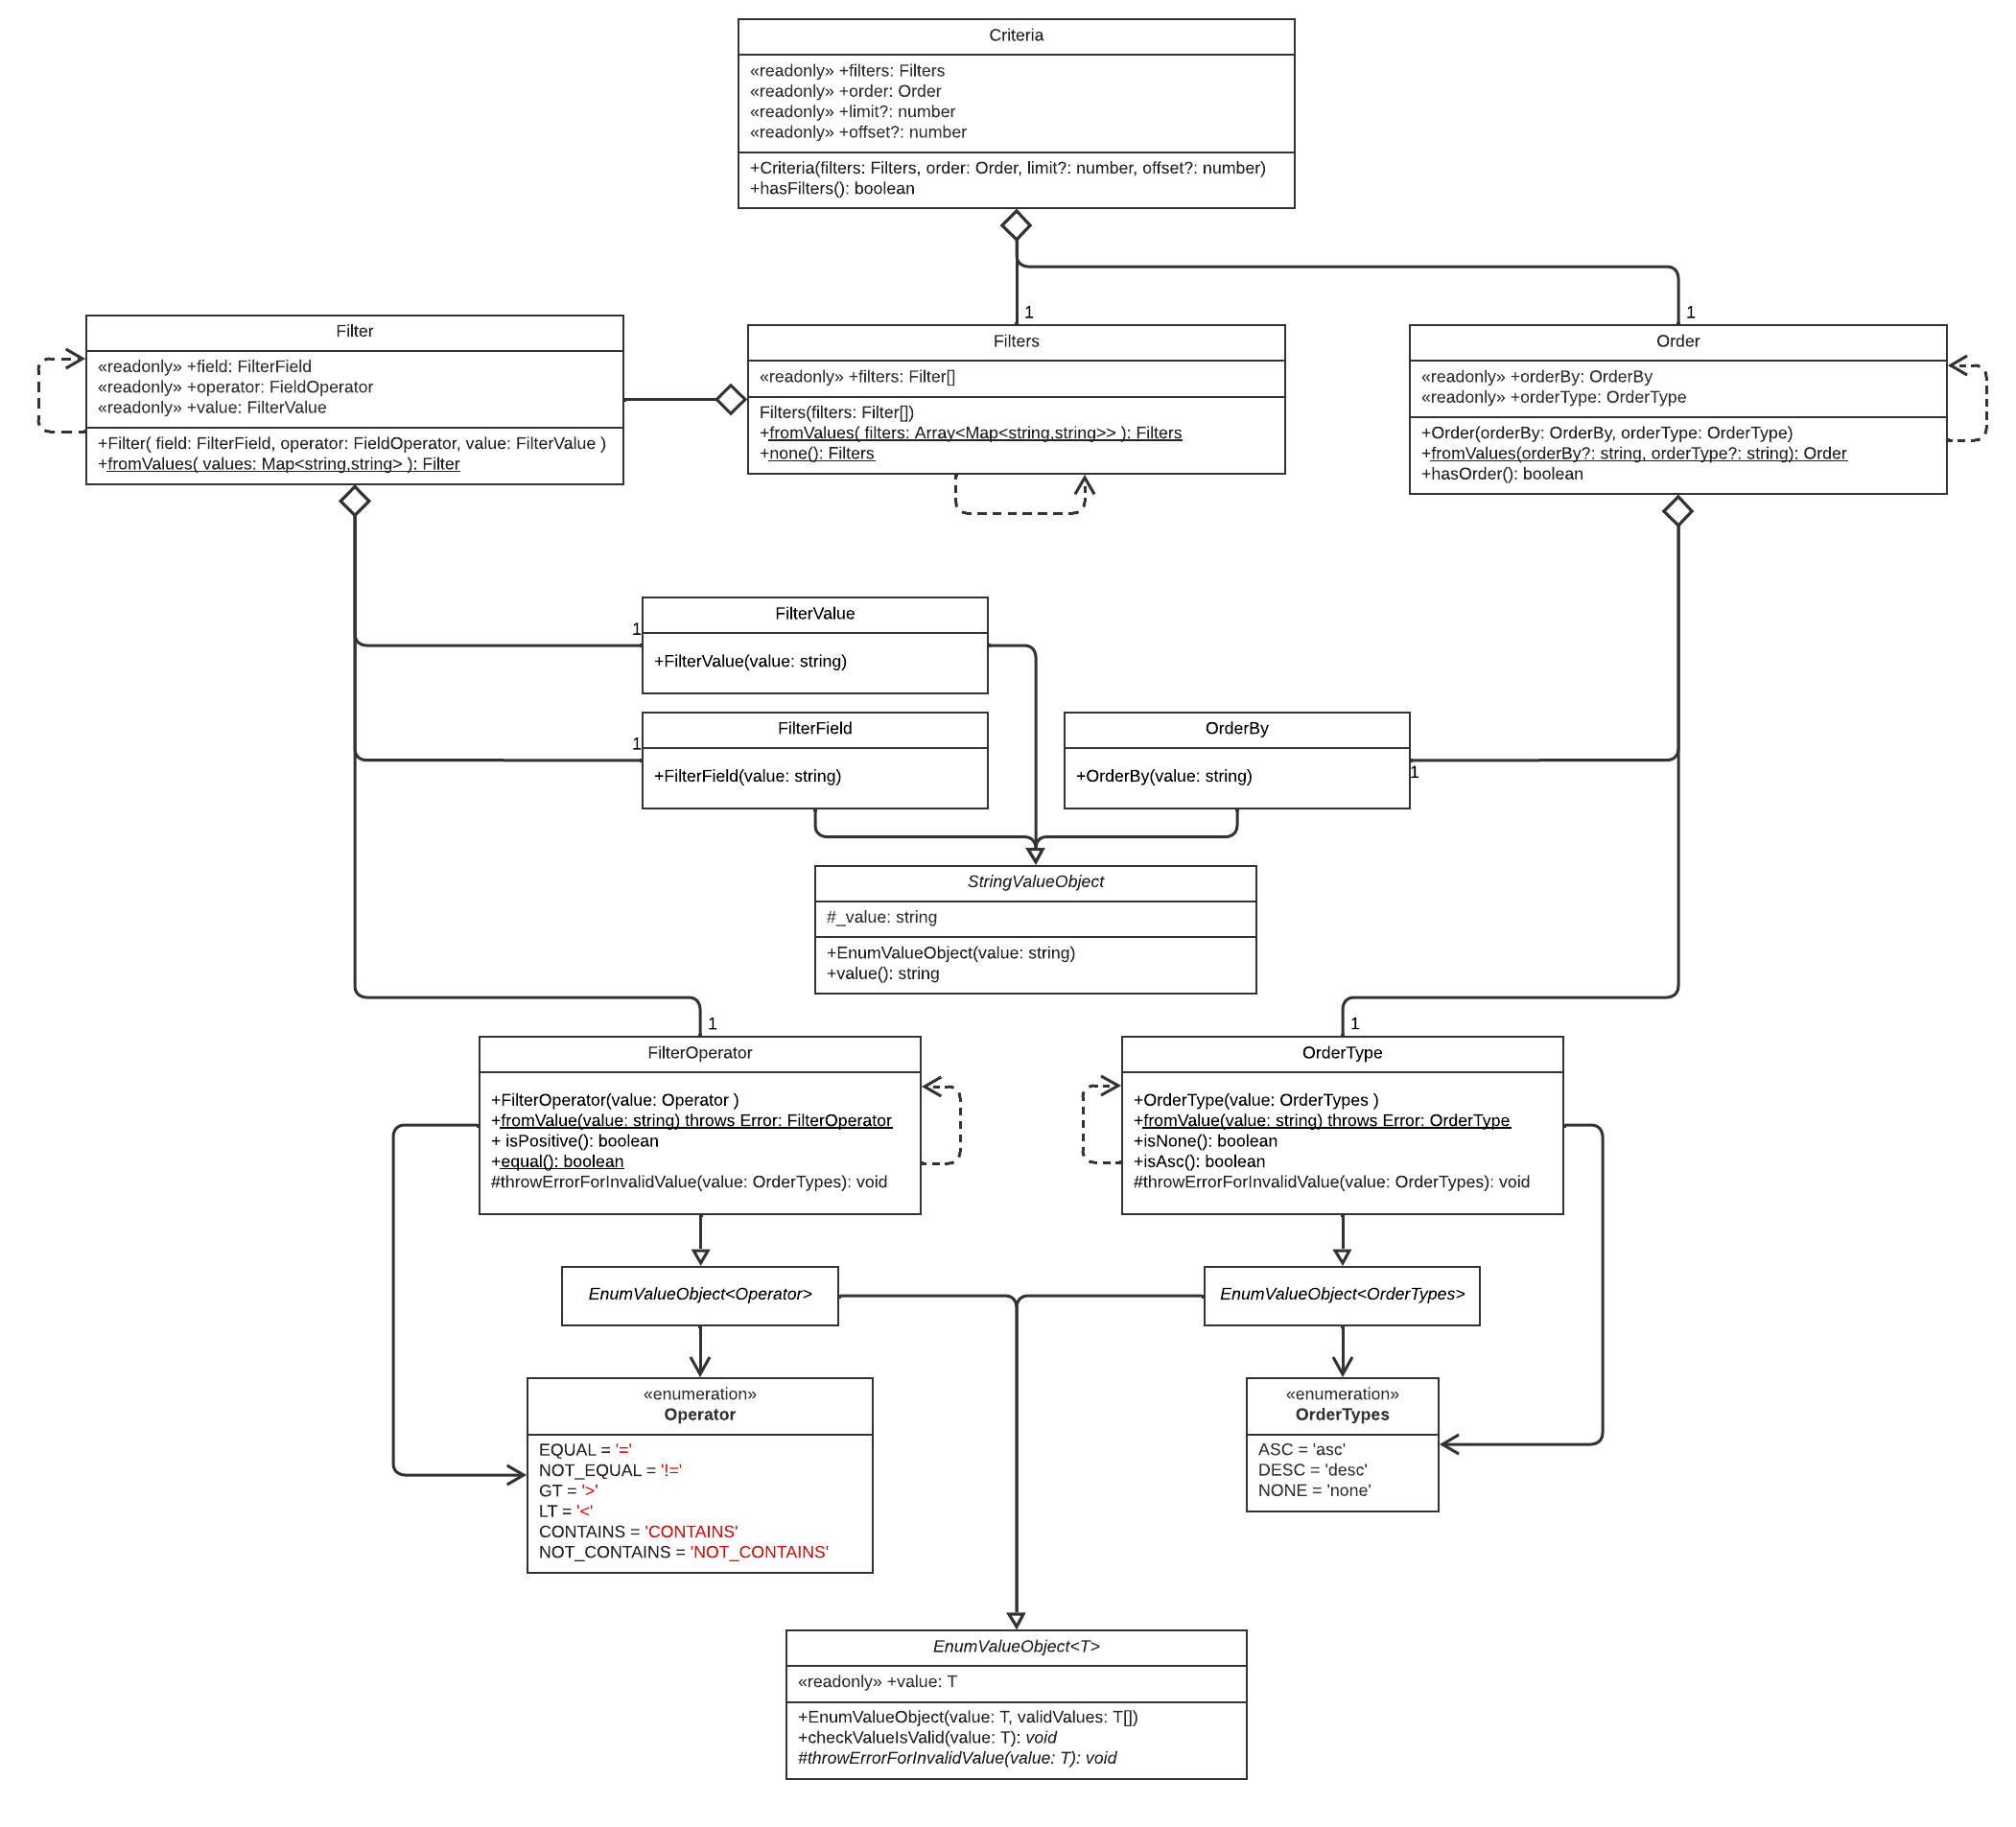 Criteria
«readonly» +filters: Filters
«readonly» +order: Order
«readonly» +limit?: number
«readonly» +offset?: number
+Criteria(filters: Filters, order: Order, limit?: number, offset?: number)
+hasFilters(): boolean
1
1
Filter
«readonly» +field: FilterField
«readonly» +operator: FieldOperator
«readonly» +value: FilterValue
+Filter( field: FilterField, operator: FieldOperator, value: FilterValue )
+fromValues( values: Map<string,string> ): Filter
Filters
«readonly» +filters: Filter[]
Filters(filters: Filter[])
+fromValues( filters: Array<Map<string,string>> ): Filters
+none(): Filters
Order
«readonly» +orderBy: OrderBy
«readonly» +orderType: OrderType
+Order(orderBy: OrderBy, orderType: OrderType)
+fromValues(orderBy?: string, orderType?: string): Order
+hasOrder(): boolean
1
FilterValue
+FilterValue(value: string)
1
FilterField
+FilterField(value: string)
OrderBy
+OrderBy(value: string)
1
StringValueObject
#_value: string
+EnumValueObject(value: string)
+value(): string
1
1
FilterOperator
+FilterOperator(value: Operator )
+fromValue(value: string) throws Error: FilterOperator
+ isPositive(): boolean
+equal(): boolean
#throwErrorForInvalidValue(value: OrderTypes): void
OrderType
+OrderType(value: OrderTypes )
+fromValue(value: string) throws Error: OrderType
+isNone(): boolean
+isAsc(): boolean
#throwErrorForInvalidValue(value: OrderTypes): void
EnumValueObject<Operator>
EnumValueObject<OrderTypes>
«enumeration»
Operator
EQUAL = '='
NOT_EQUAL = '!='
GT = '>'
LT = '<'
CONTAINS = 'CONTAINS'
NOT_CONTAINS = 'NOT_CONTAINS'
«enumeration»
OrderTypes
ASC = 'asc'
DESC = 'desc'
NONE = 'none'
EnumValueObject<T>
«readonly» +value: T
+EnumValueObject(value: T, validValues: T[])
+checkValueIsValid(value: T): void
#throwErrorForInvalidValue(value: T): void